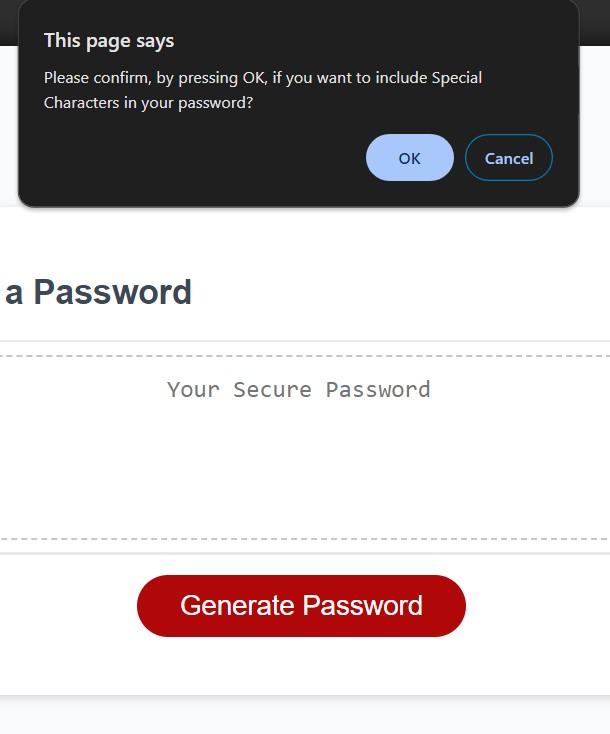 This page says
Please confirm, by pressing OK, if you want to include Special
Characters in your password?
OK
Cancel
a Password
Your Secure Password
Generate Password